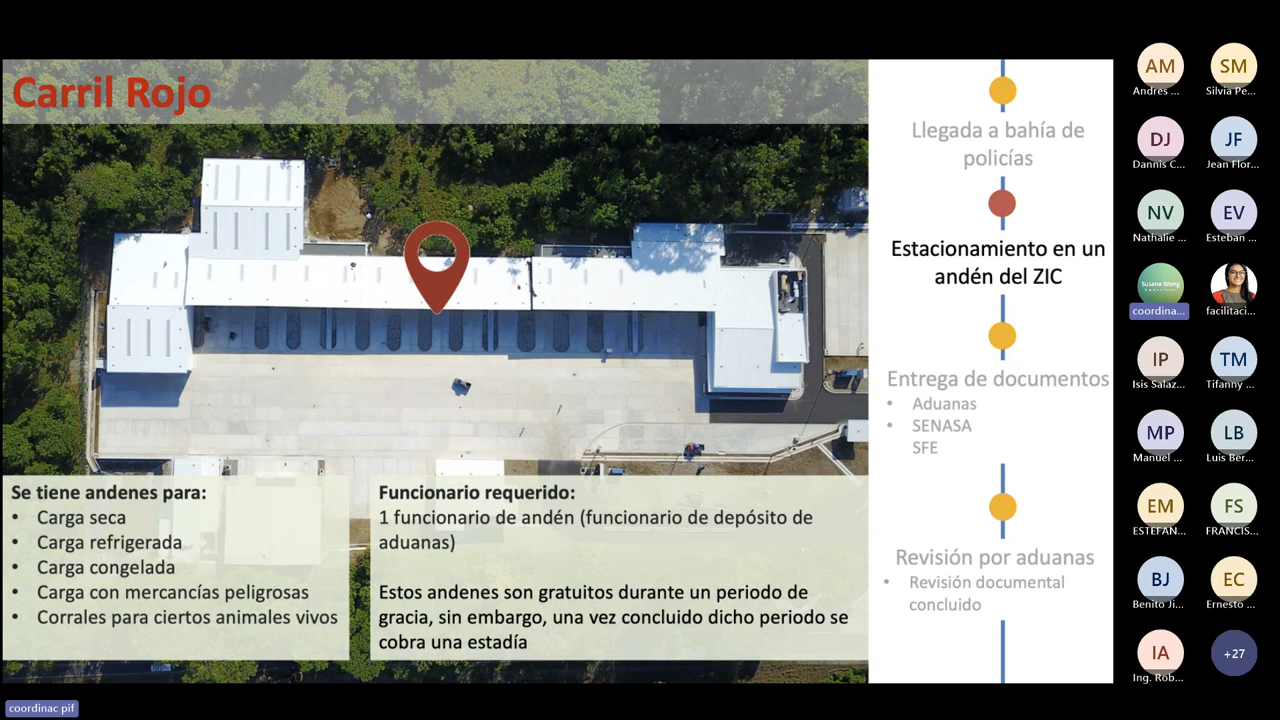 Carril Rojo
Se tiene andenes para:
• Carga seca
• Carga refrigerada
• Carga congelada
• Carga con mercancías peligrosas
• Corrales para ciertos animales vivos
Funcionario requerido:
1 funcionario de andén (funcionario de depósito de
aduanas)
Estos andenes son gratuitos durante un periodo de
gracia, sin embargo, una vez concluido dicho periodo se
cobra una estadía
Llegada a bahía de
policías
Estacionamiento en un
andén del ZIC
Entrega de documentos
• Aduanas
• SENASA
SFE
Revisión por aduanas
• Revisión documental
concluido
AM
Andres ...
SM
Silvia Pe...
DJ
Dannis C...
JF
Jean Flor...
NV
Nathalie ...
EV
Esteban ...
Susana Wong
coordina...
facilitaci...
IP
Isis Salaz...
TM
Tifanny ...
MP
Manuel ...
LB
Luis Ber...
EM
ESTEFAN...
FS
FRANCIS...
BJ
Benito Ji...
EC
Ernesto ...
IA
Ing. Rob...
+27
coordinac pif